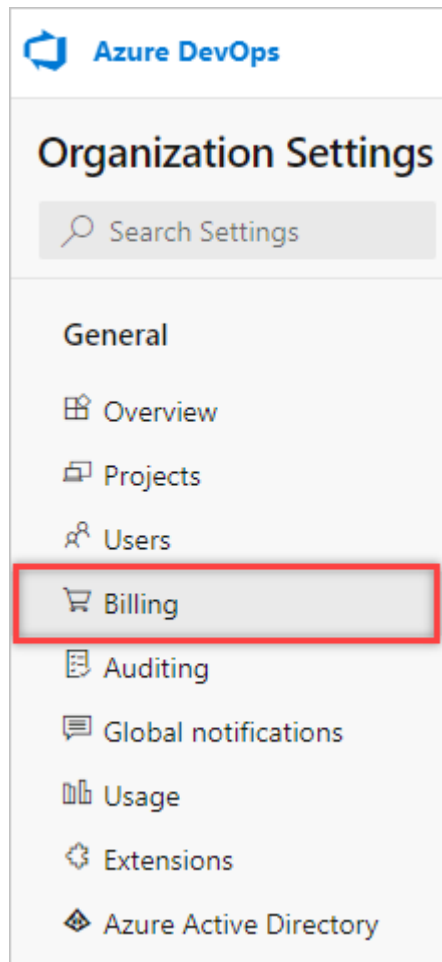 Azure DevOps
Organization Settings
Search Settings
General
Overview
Projects
Users
Billing
Auditing
Global notifications
Usage
Extensions
Azure Active Directory